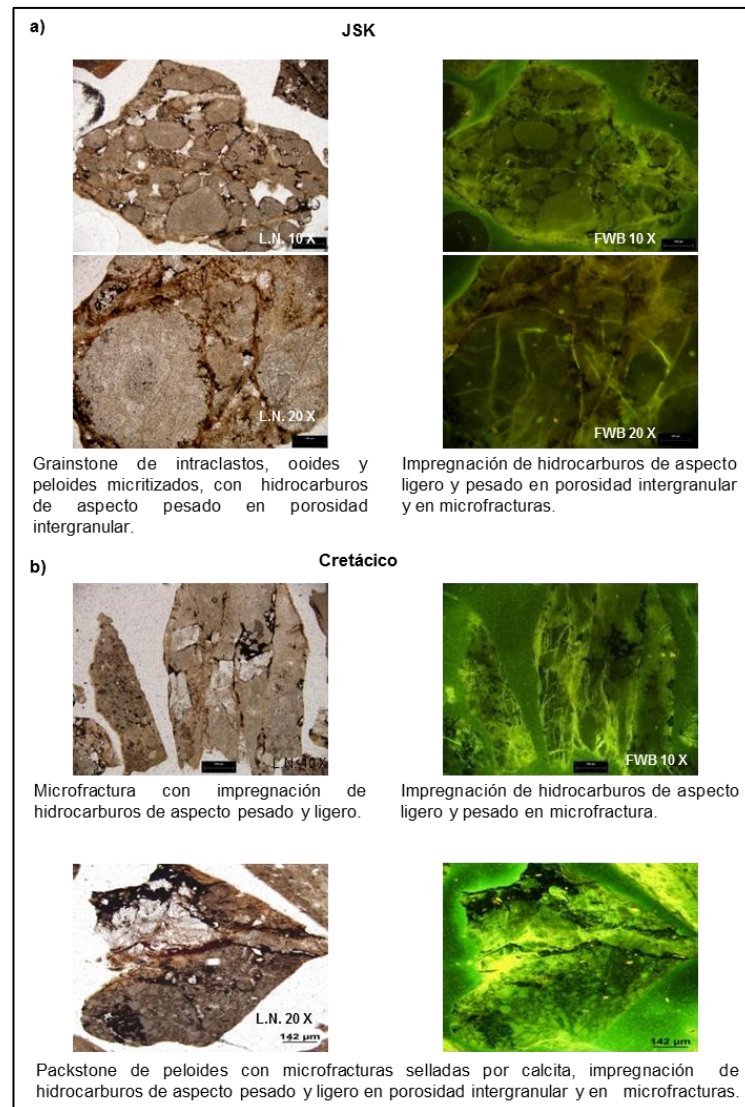 a)
JSK
L.N. 10 X
FWB 10 X
L.N. 20 X
FWB 20 X
Grainstone de intraclastos, ooides y
peloides micritizados, con hidrocarburos
de aspecto pesado en porosidad
intergranular.
Impregnación de hidrocarburos de aspecto
ligero y pesado en porosidad intergranular
y en microfracturas.
b)
Cretácico
FWB 10 X
Microfractura con impregnación de
hidrocarburos de aspecto pesado y ligero.
Impregnación de hidrocarburos de aspecto
ligero y pesado en microfractura.
L.N. 20 X
142 µm
142 µm
Packstone de peloides con microfracturas selladas por calcita, impregnación de
hidrocarburos de aspecto pesado y ligero en porosidad intergranular y en microfracturas.